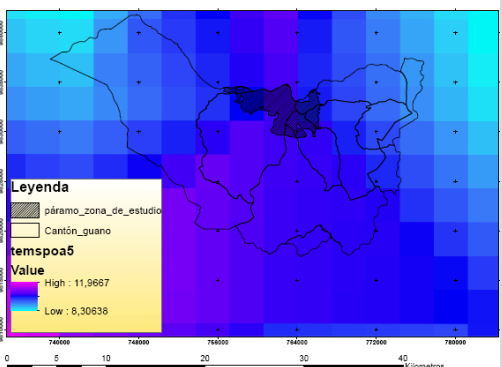 Leyenda
páramo_zona_de_estudio
Cantón_guano
temspoa5
Value
High : 11,9667
Low : 8,30638
740000 748000 756000 764000 772000 780000
0 5 10 20 30 40
Kilometros